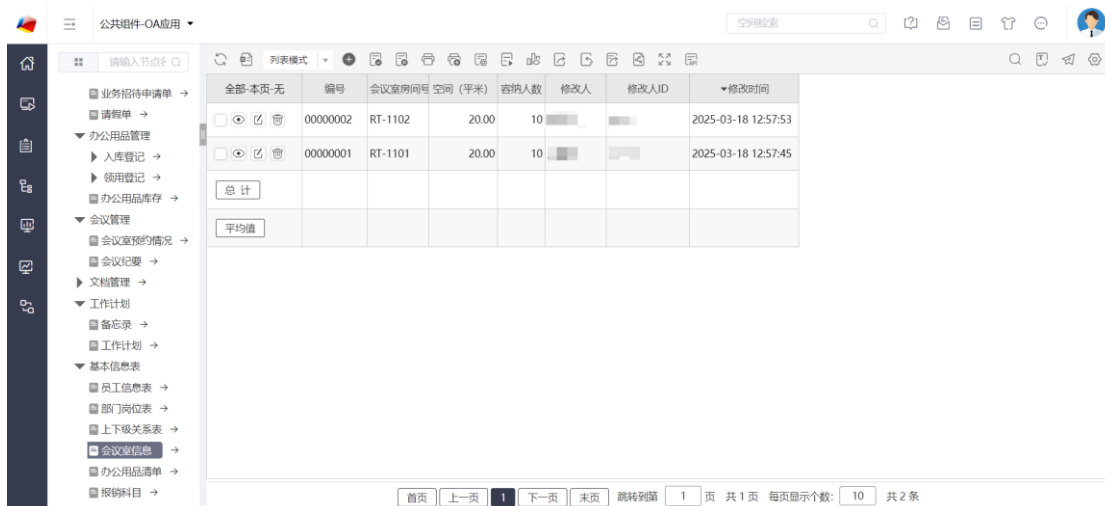 公共组件-OA应用
空间检索
请输入节点名
列表模式
业务招待申请单
请假单
办公用品管理
入库登记
领用登记
办公用品库存
会议管理
会议室预约情况
会议纪要
文档管理
工作计划
备忘录
工作计划
基本信息表
员工信息表
部门岗位表
上下级关系表
会议室信息
办公用品清单
报销科目
全部-本页-无 编号 会议室房间号 空间（平米） 容纳人数 修改人 修改人ID 修改时间
00000002 RT-1102 20.00 10 2025-03-18 12:57:53
00000001 RT-1101 20.00 10 2025-03-18 12:57:45
总 计
平均值
首页 上一页 1 下一页 末页 跳转到第 1 页 共1页 每页显示个数: 10 共2条